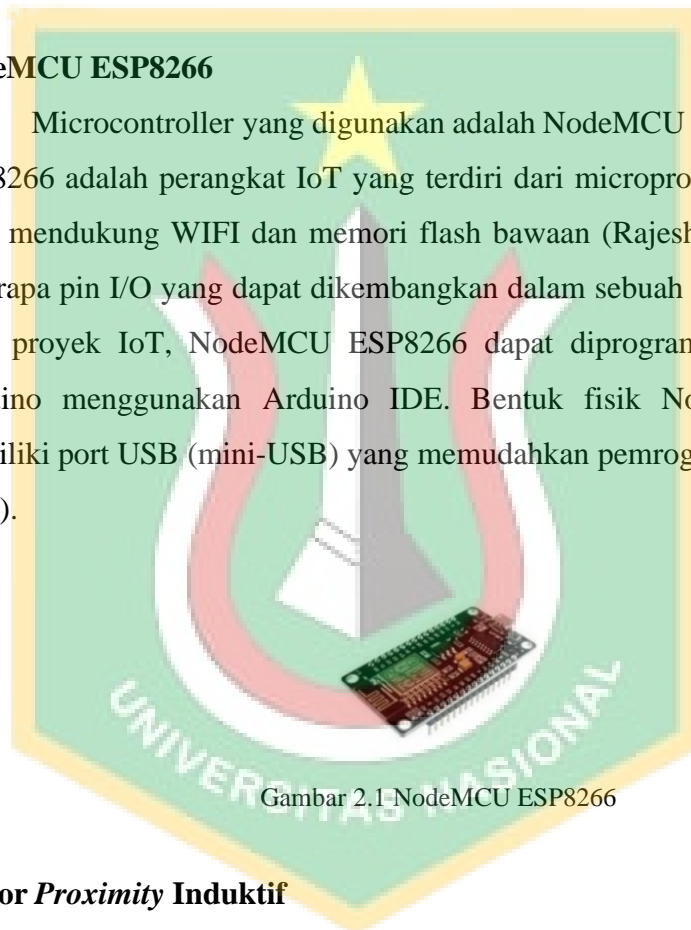 eMCU ESP8266
Microcontroller yang digunakan adalah NodeMCU
8266 adalah perangkat IoT yang terdiri dari micropro
mendukung WIFI dan memori flash bawaan (Rajesh
rapa pin I/O yang dapat dikembangkan dalam sebuah
proyek IoT, NodeMCU ESP8266 dapat diprogram
ino menggunakan Arduino IDE. Bentuk fisik No
iliki port USB (mini-USB) yang memudahkan pemrog
).
UNIVERSITAS NASIONAL
Gambar 2.1 NodeMCU ESP8266
or Proximity Induktif